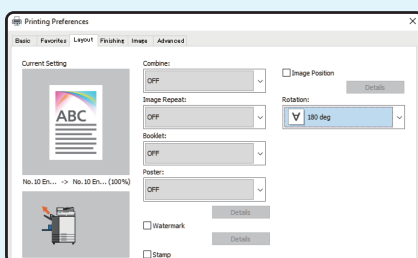 Printing Preferences
Basic Favorites Layout Finishing Image Advanced
Current Setting
ABC
No. 10 En... -> No. 10 En... (100%)
Combine:
OFF
Image Repeat:
OFF
Booklet:
OFF
Poster:
OFF
Details
Watermark
Details
Stamp
Image Position
Details
Rotation:
180 deg